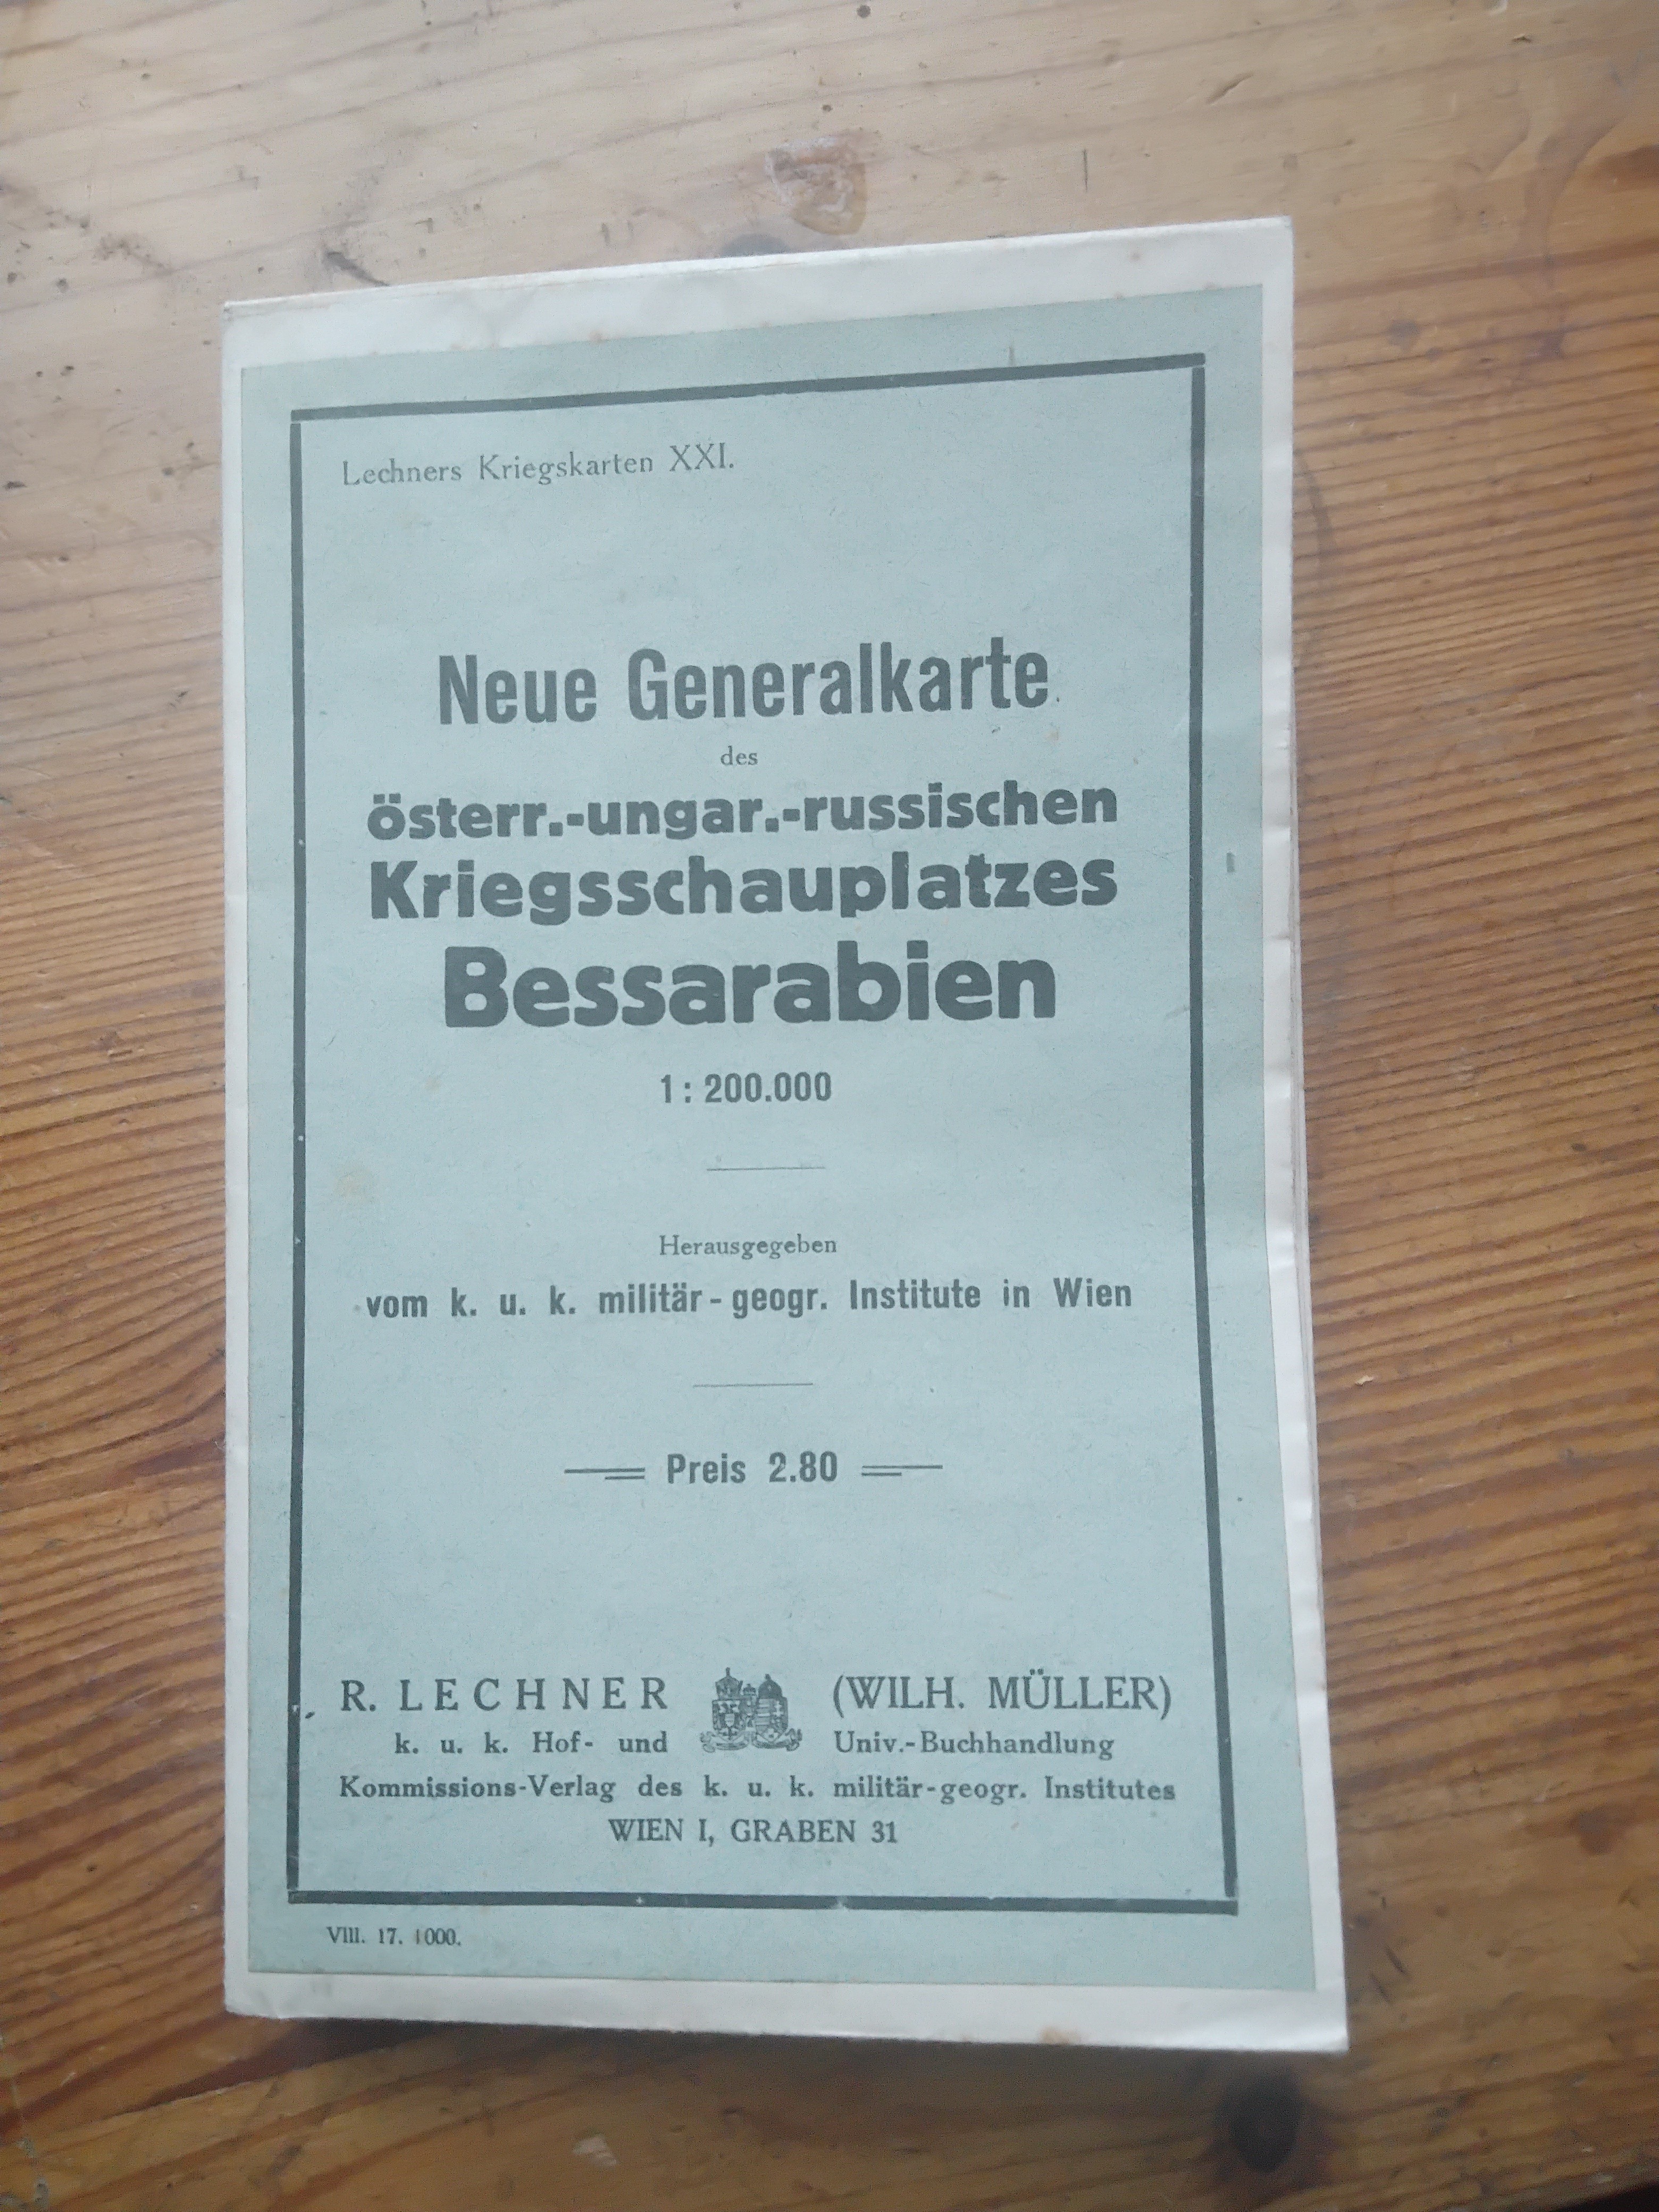 Lechners Kriegskarten XXI.
Neue Generalkarte
des
österr.-ungar.-russischen
Kriegsschauplatzes
Bessarabien
1 : 200.000
Herausgegeben
vom k. u. k. militär-geogr. Institute in Wien
Preis 2.80
R. LECHNER (WILH. MÜLLER)
k. u. k. Hof- und Univ.-Buchhandlung
Kommissions-Verlag des k. u. k. militär-geogr. Institutes
WIEN I, GRABEN 31
VIII. 17. 1000.